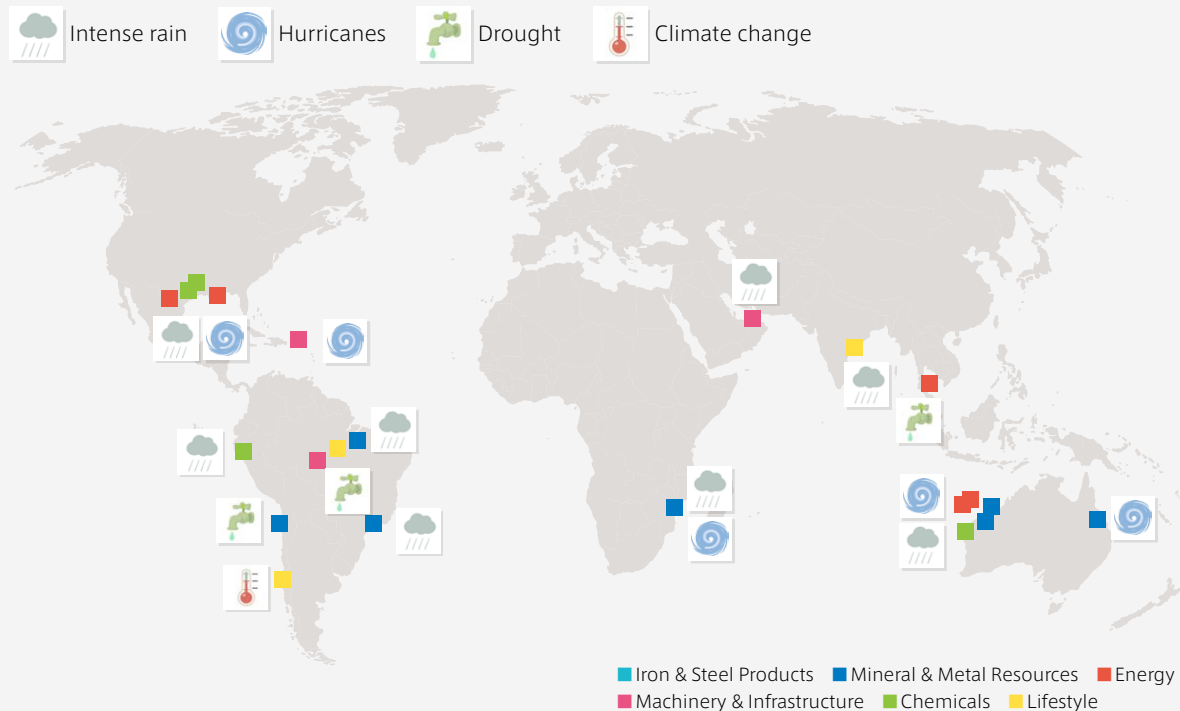 Intense rain Hurricanes Drought Climate change
Iron & Steel Products Mineral & Metal Resources Energy
Machinery & Infrastructure Chemicals Lifestyle